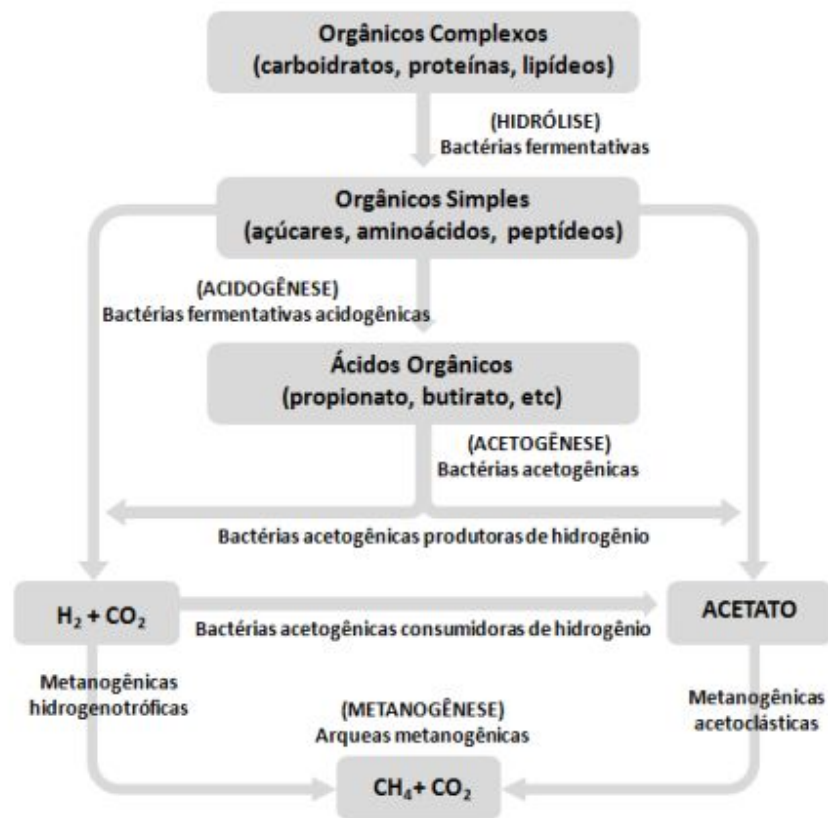 Orgânicos Complexos
(carboidratos, proteínas, lipídeos)
(HIDRÓLISE)
Bactérias fermentativas
Orgânicos Simples
(açúcares, aminoácidos, peptídeos)
(ACIDOGÊNESE)
Bactérias fermentativas acidogênicas
Ácidos Orgânicos
(propionato, butirato, etc)
(ACETOGÊNESE)
Bactérias acetogênicas
Bactérias acetogênicas produtoras de hidrogênio
H₂ + CO₂
ACETATO
Bactérias acetogênicas consumidoras de hidrogênio
Metanogênicas
hidrogenotróficas
(METANOGÊNESE)
Arqueas metanogênicas
Metanogênicas
acetoclásticas
CH₄+ CO₂